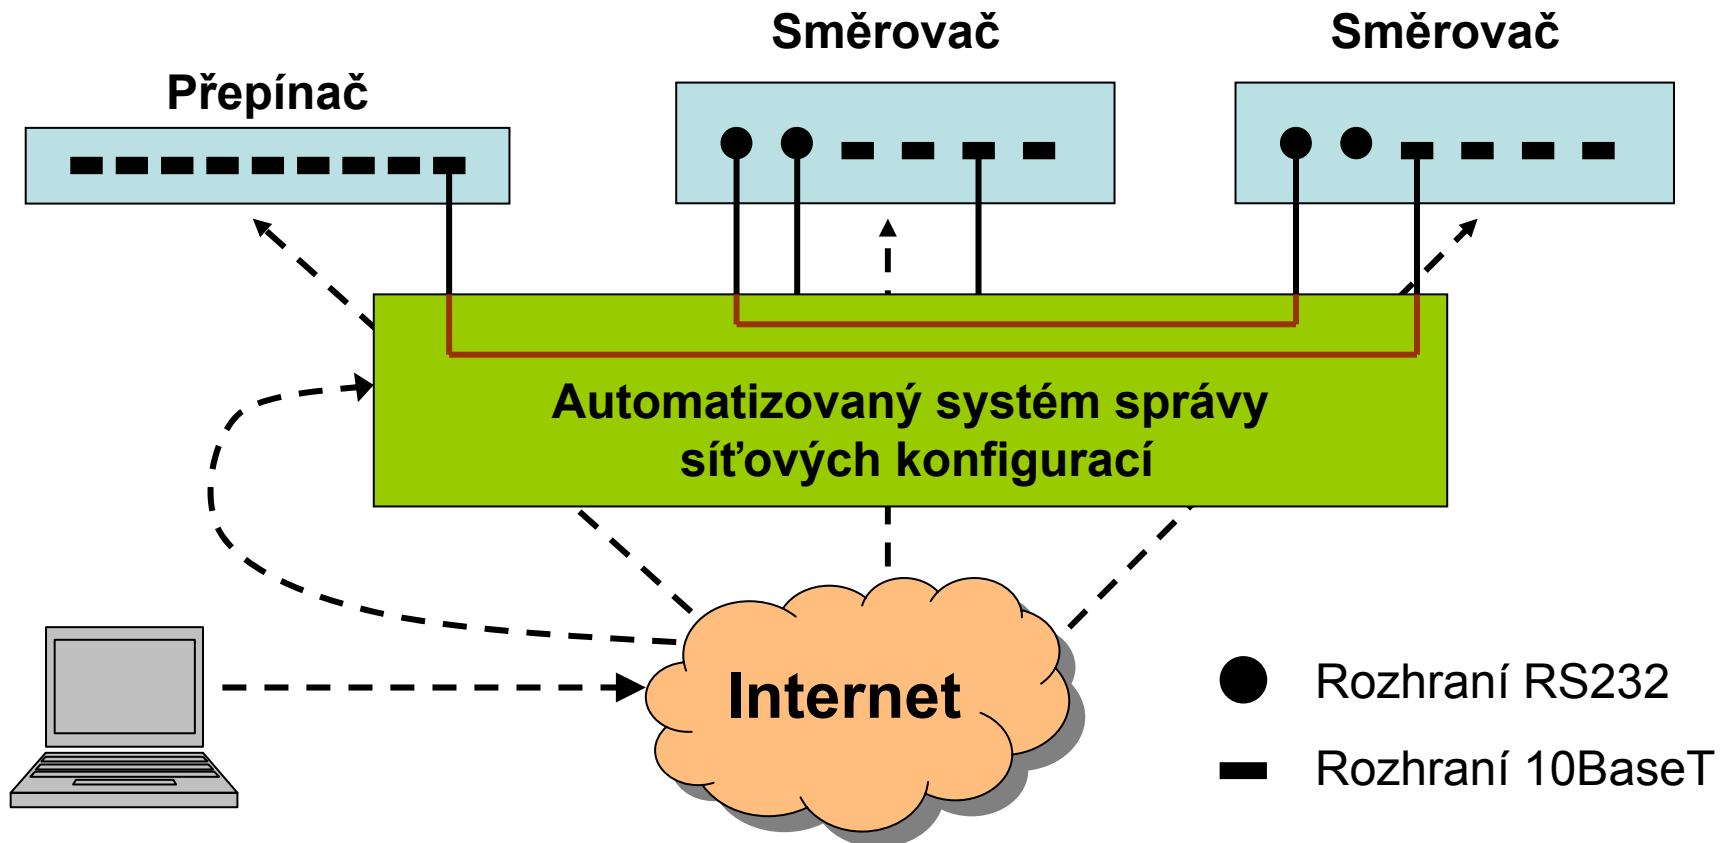 Přepínač
Směrovač
Směrovač
Automatizovaný systém správy
síťových konfigurací
Internet
Rozhraní RS232
Rozhraní 10BaseT